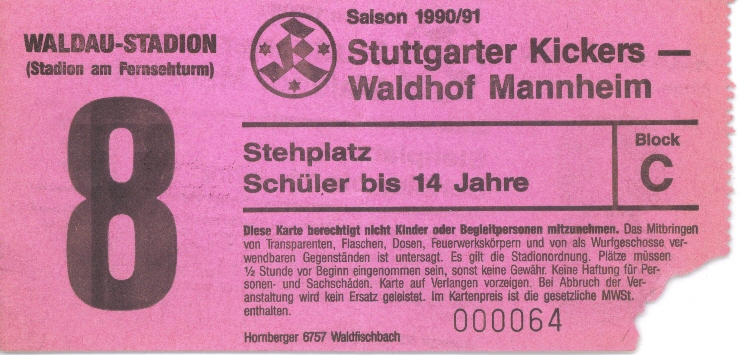 WALDAU-STADION
(Stadion am Fernsehturm)
8
Saison 1990/91
Stuttgarter Kickers —
Waldhof Mannheim
Stehplatz
Schüler bis 14 Jahre
Block
C
Diese Karte berechtigt nicht Kinder oder Begleitpersonen mitzunehmen. Das Mitbringen
von Transparenten, Flaschen, Dosen, Feuerwerkskörpern und von als Wurfgeschosse ver-
wendbaren Gegenständen ist untersagt. Es gilt die Stadionordnung. Plätze müssen
½ Stunde vor Beginn eingenommen sein, sonst keine Gewähr. Keine Haftung für Per-
sonen- und Sachschäden. Karte auf Verlangen vorzeigen. Bei Abbruch der Ver-
anstaltung wird kein Ersatz geleistet. Im Kartenpreis ist die gesetzliche MWSt.
enthalten.
000064
Hornberger 6757 Waldfischbach